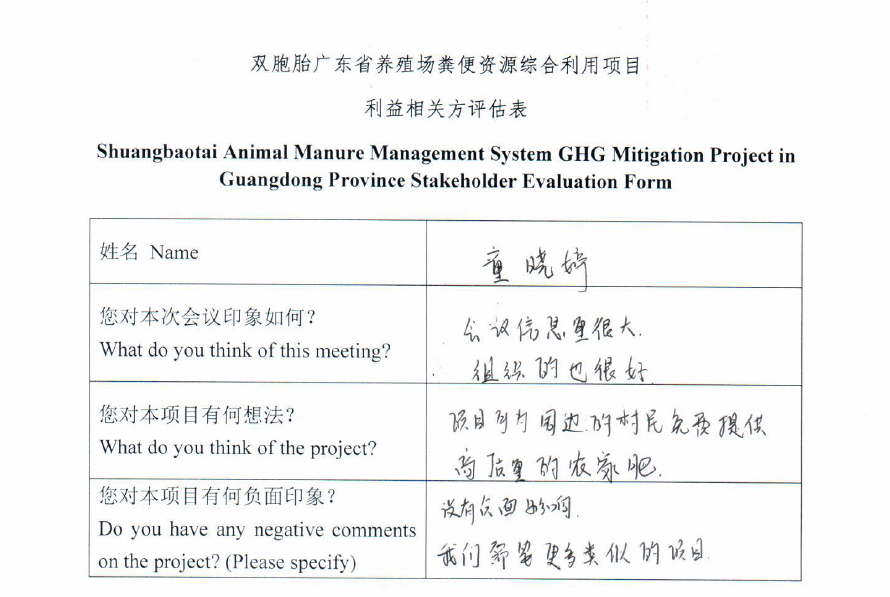 双胞胎广东省养殖场粪便资源综合利用项目
利益相关方评估表
Shuangbaotai Animal Manure Management System GHG Mitigation Project in
Guangdong Province Stakeholder Evaluation Form
姓名 Name
童晓婷
您对本次会议印象如何？
What do you think of this meeting?
会议信息量很大.
组织的也很好.
您对本项目有何想法？
What do you think of the project?
项目可为周边的村民免费提供
高质量的农家肥.
您对本项目有何负面印象？
Do you have any negative comments
on the project? (Please specify)
没有负面影响.
我们希望更多类似的项目.